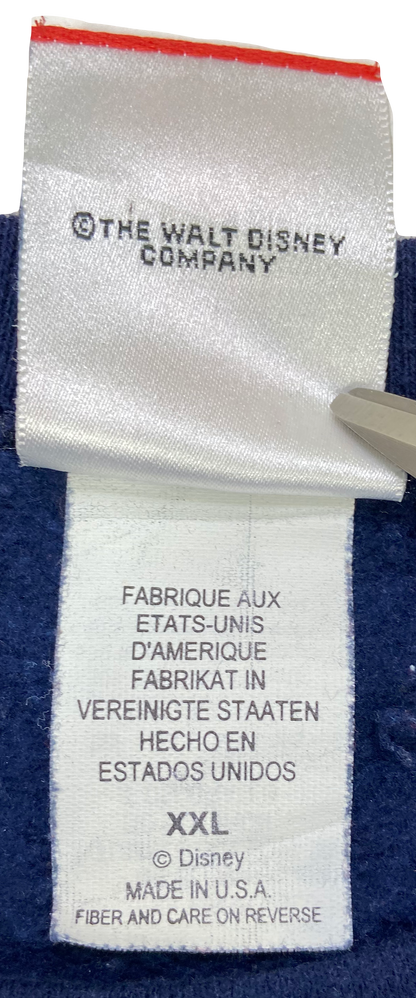 ©THE WALT DISNEY
COMPANY
FABRIQUE AUX
ETATS-UNIS
D'AMERIQUE
FABRIKAT IN
VEREINIGTE STAATEN
HECHO EN
ESTADOS UNIDOS
XXL
© Disney
MADE IN U.S.A.
FIBER AND CARE ON REVERSE